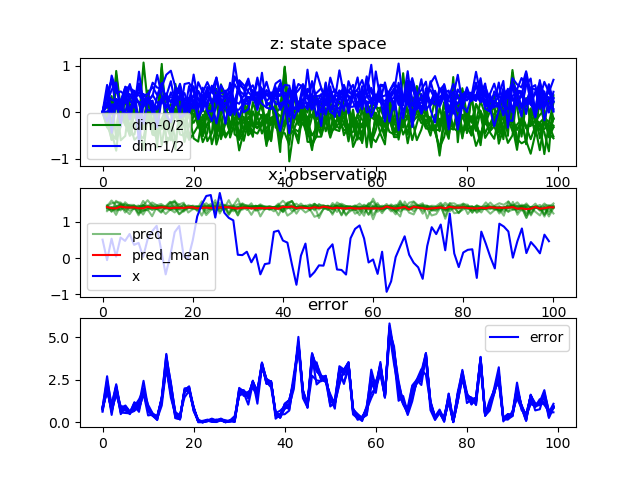 z: state space
1
0
−1
dim-0/2
dim-1/2
0 20 40 60 80 100
x: observation
1
0
−1
pred
pred_mean
x
0 20 40 60 80 100
error
5.0
2.5
0.0
error
0 20 40 60 80 100